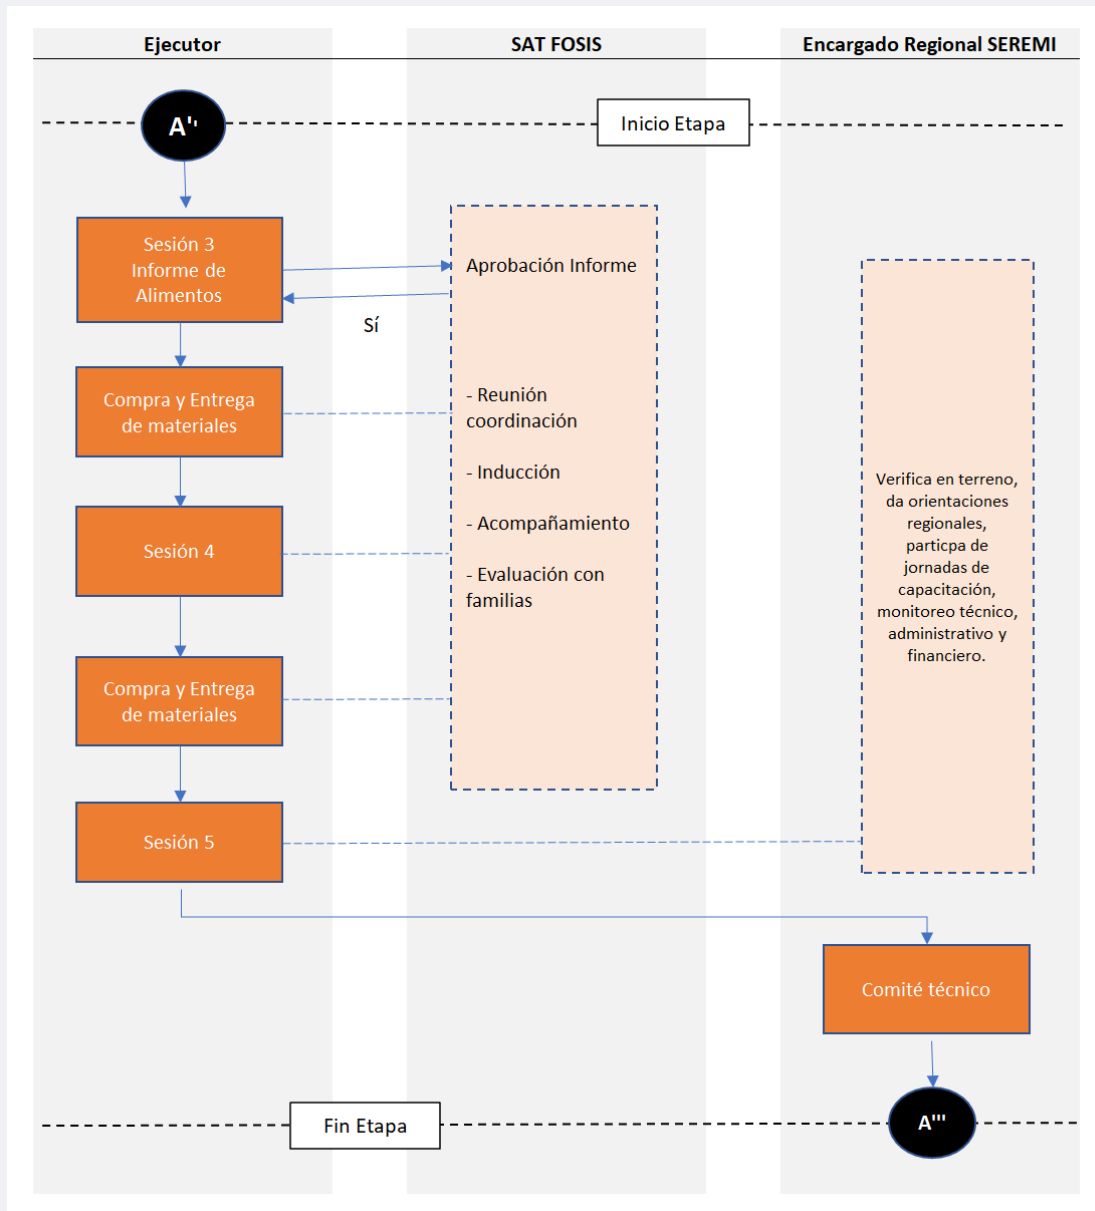 Ejecutor
SAT FOSIS
Encargado Regional SEREMI
A''
Inicio Etapa
Sesión 3
Informe de
Alimentos
Aprobación Informe
Sí
Compra y Entrega
de materiales
- Reunión
coordinación
- Inducción
- Acompañamiento
- Evaluación con
familias
Verifica en terreno,
da orientaciones
regionales,
particpa de
jornadas de
capacitación,
monitoreo técnico,
administrativo y
financiero.
Sesión 4
Compra y Entrega
de materiales
Sesión 5
Comité técnico
A'''
Fin Etapa